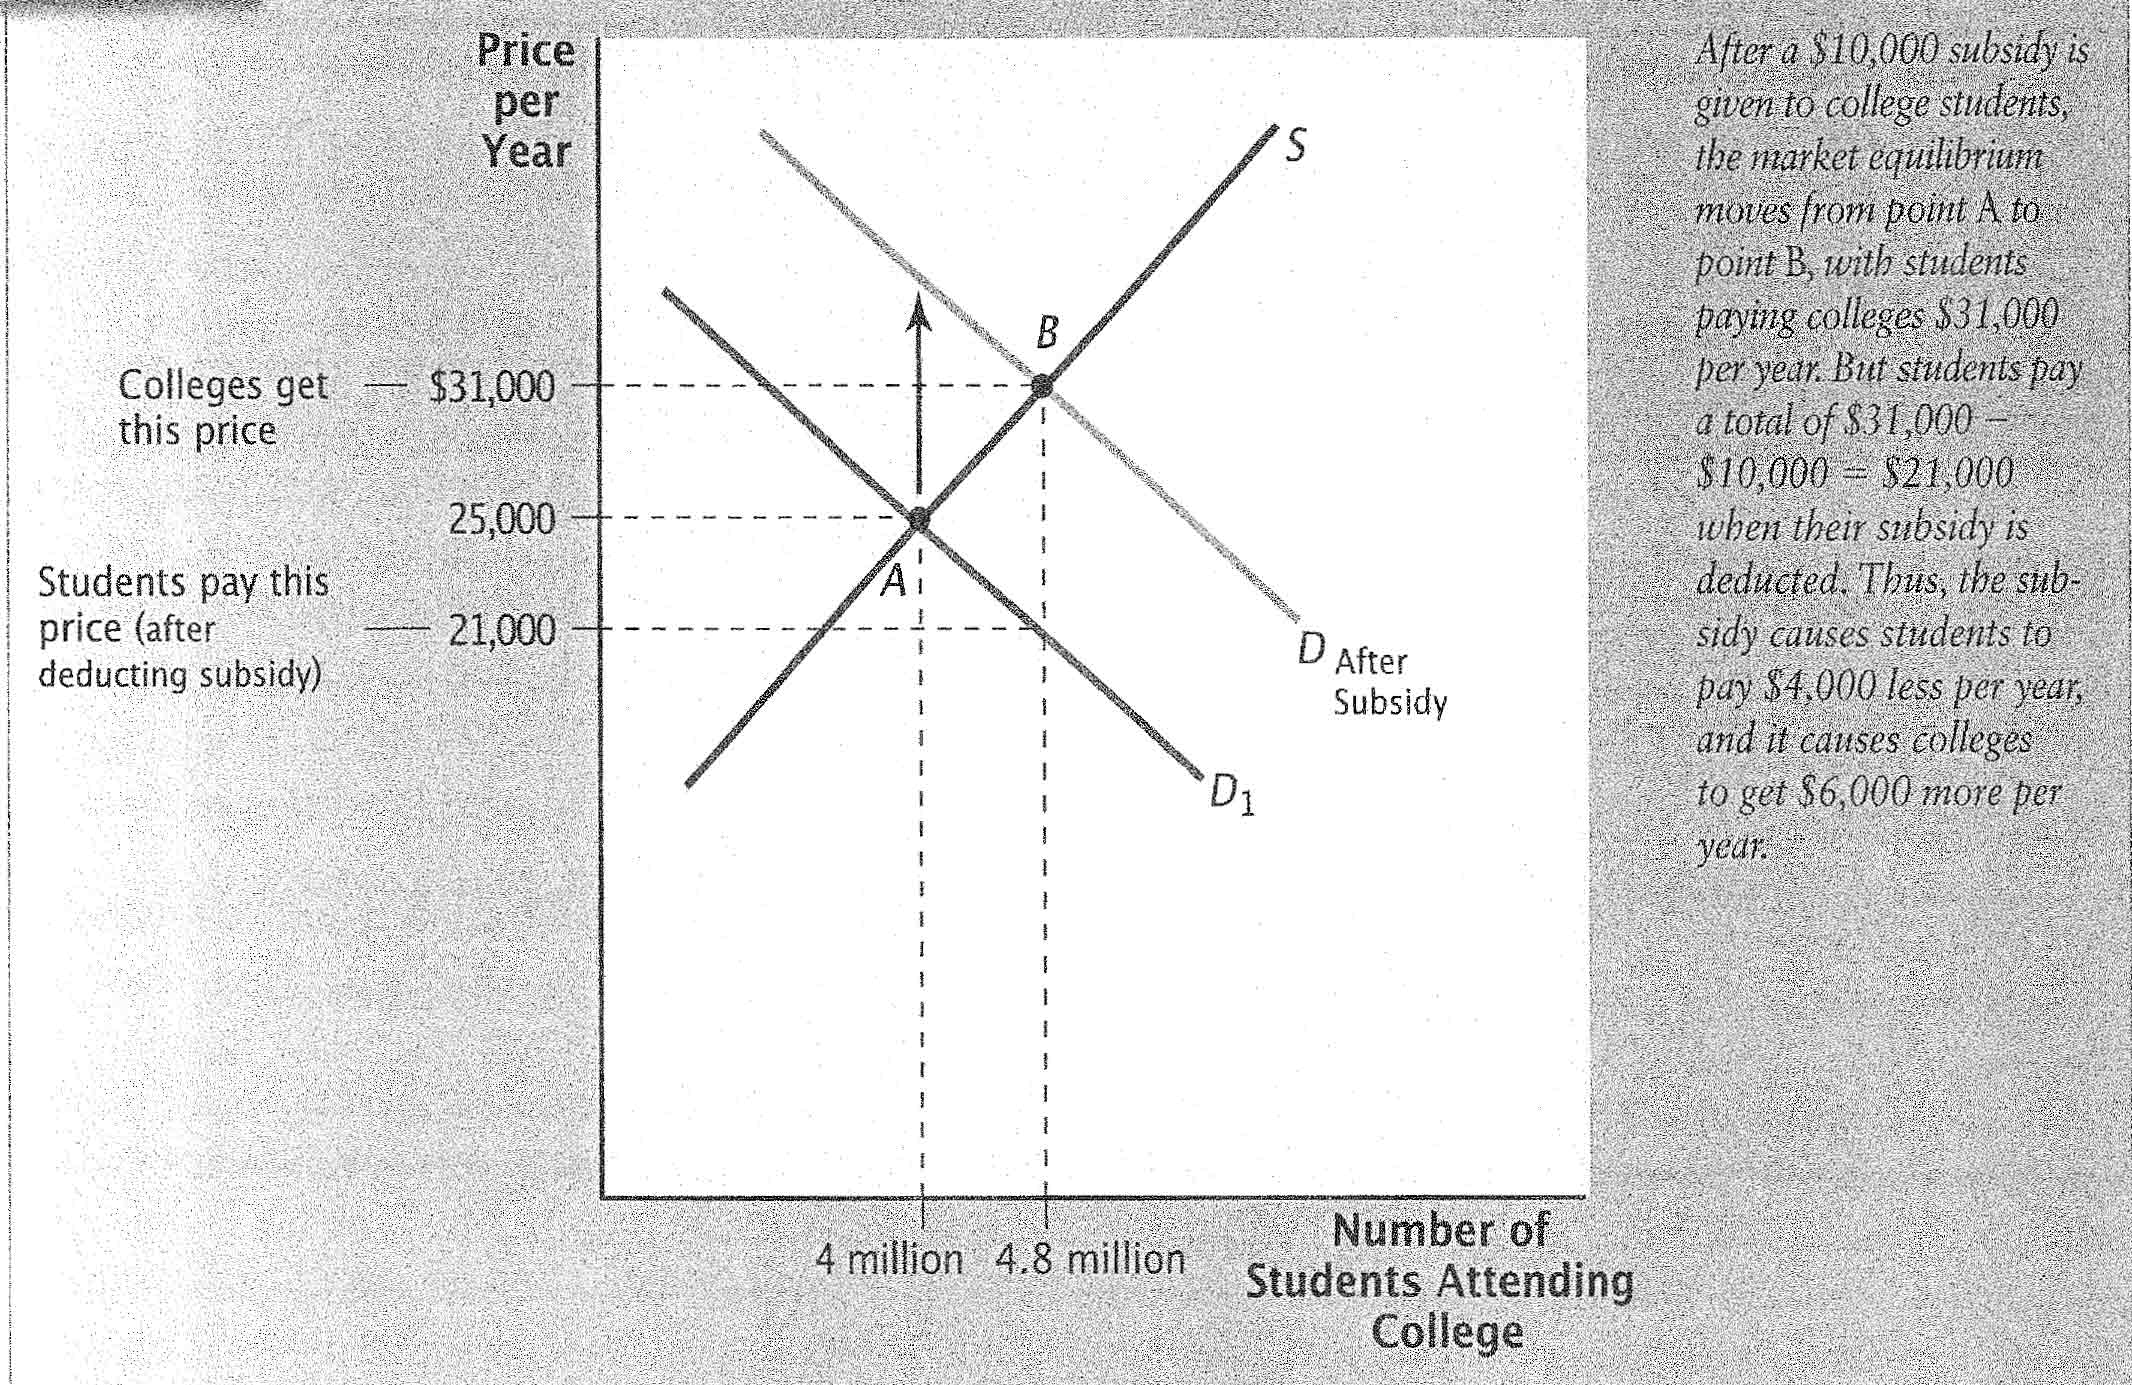 Price
per
Year
S
B
Colleges get
this price
$31,000
25,000
A
Students pay this
price (after
deducting subsidy)
21,000
D After
Subsidy
D1
4 million
4.8 million
Number of
Students Attending
College
After a $10,000 subsidy is
given to college students,
the market equilibrium
moves from point A to
point B, with students
paying colleges $31,000
per year. But students pay
a total of $31,000 –
$10,000 = $21,000
when their subsidy is
deducted. Thus, the sub-
sidy causes students to
pay $4,000 less per year,
and it causes colleges
to get $6,000 more per
year.